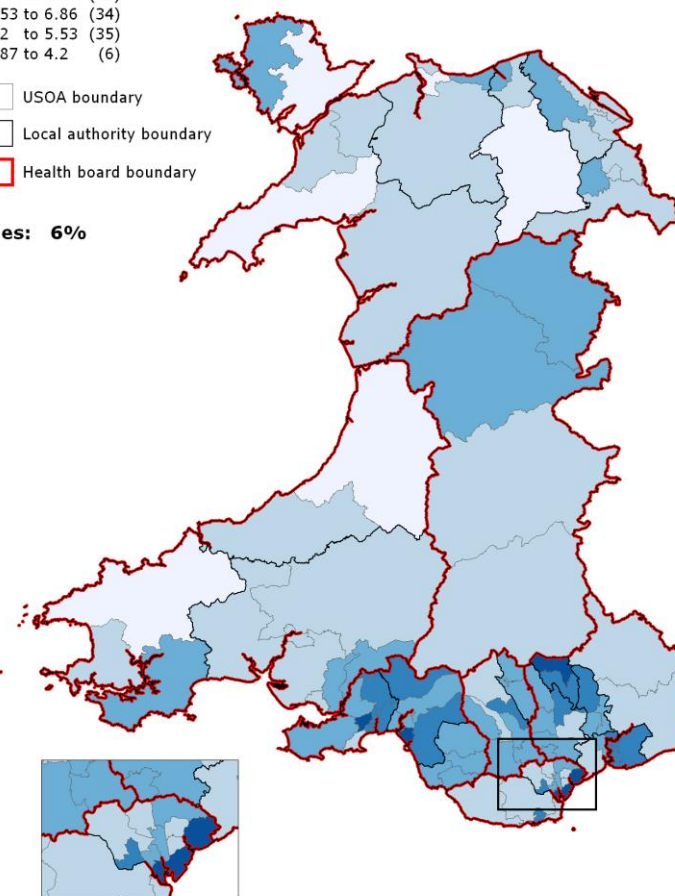 53 to 6.86 (34)
2 to 5.53 (35)
87 to 4.2 (6)
USOA boundary
Local authority boundary
Health board boundary
es: 6%